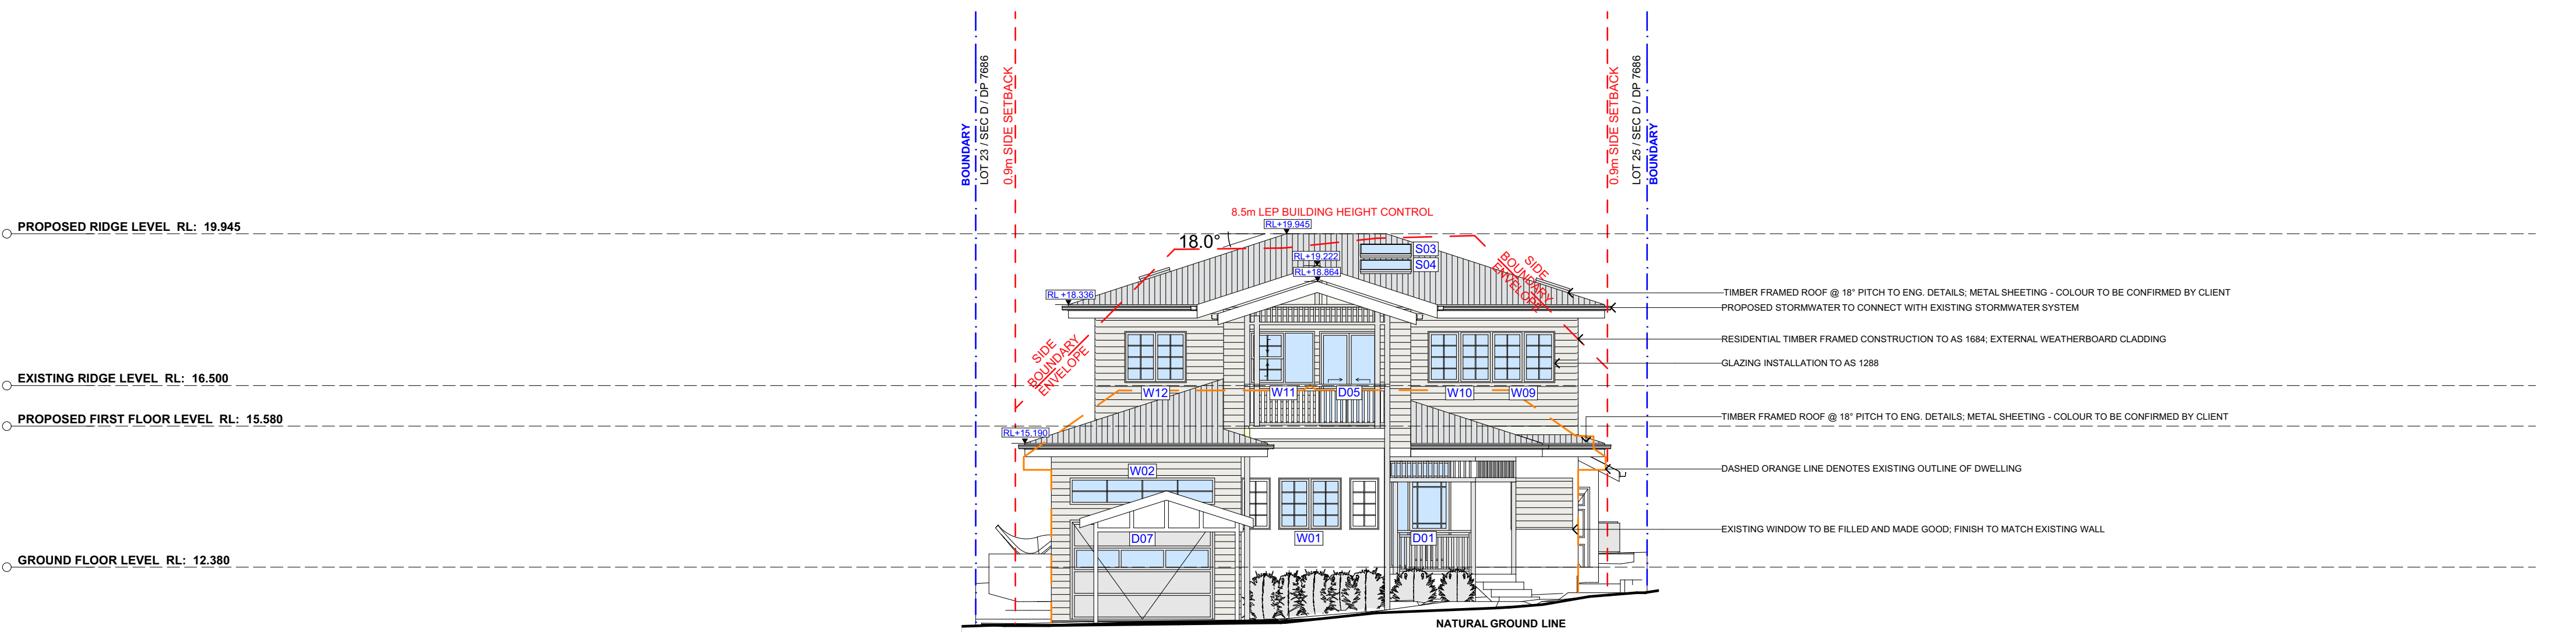 BOUNDARY
LOT 23 / SEC D / DP 7686
0.9m SIDE SETBACK
0.9m SIDE SETBACK
LOT 25 / SEC D / DP 7686
BOUNDARY
8.5m LEP BUILDING HEIGHT CONTROL
PROPOSED RIDGE LEVEL RL: 19.945
RL+19.945
18.0°
S03
RL+19.222
S04
RL+18.864
SIDE
BOUNDARY
ENVELOPE
RL +18.336
TIMBER FRAMED ROOF @ 18° PITCH TO ENG. DETAILS; METAL SHEETING - COLOUR TO BE CONFIRMED BY CLIENT
PROPOSED STORMWATER TO CONNECT WITH EXISTING STORMWATER SYSTEM
RESIDENTIAL TIMBER FRAMED CONSTRUCTION TO AS 1684; EXTERNAL WEATHERBOARD CLADDING
SIDE
BOUNDARY
ENVELOPE
GLAZING INSTALLATION TO AS 1288
EXISTING RIDGE LEVEL RL: 16.500
W12
W11
D05
W10
W09
PROPOSED FIRST FLOOR LEVEL RL: 15.580
TIMBER FRAMED ROOF @ 18° PITCH TO ENG. DETAILS; METAL SHEETING - COLOUR TO BE CONFIRMED BY CLIENT
RL+15.190
W02
DASHED ORANGE LINE DENOTES EXISTING OUTLINE OF DWELLING
EXISTING WINDOW TO BE FILLED AND MADE GOOD; FINISH TO MATCH EXISTING WALL
D07
W01
D01
GROUND FLOOR LEVEL RL: 12.380
NATURAL GROUND LINE